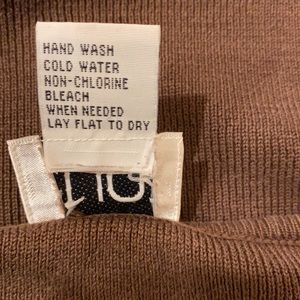 HAND WASH
COLD WATER
NON-CHLORINE
BLEACH
WHEN NEEDED
LAY FLAT TO DRY